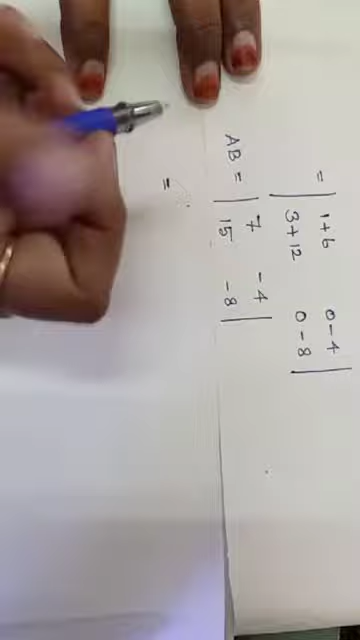 = | 1+6 0-4 |
3+12 0-8
AB = | 7 -4 |
15 -8
=